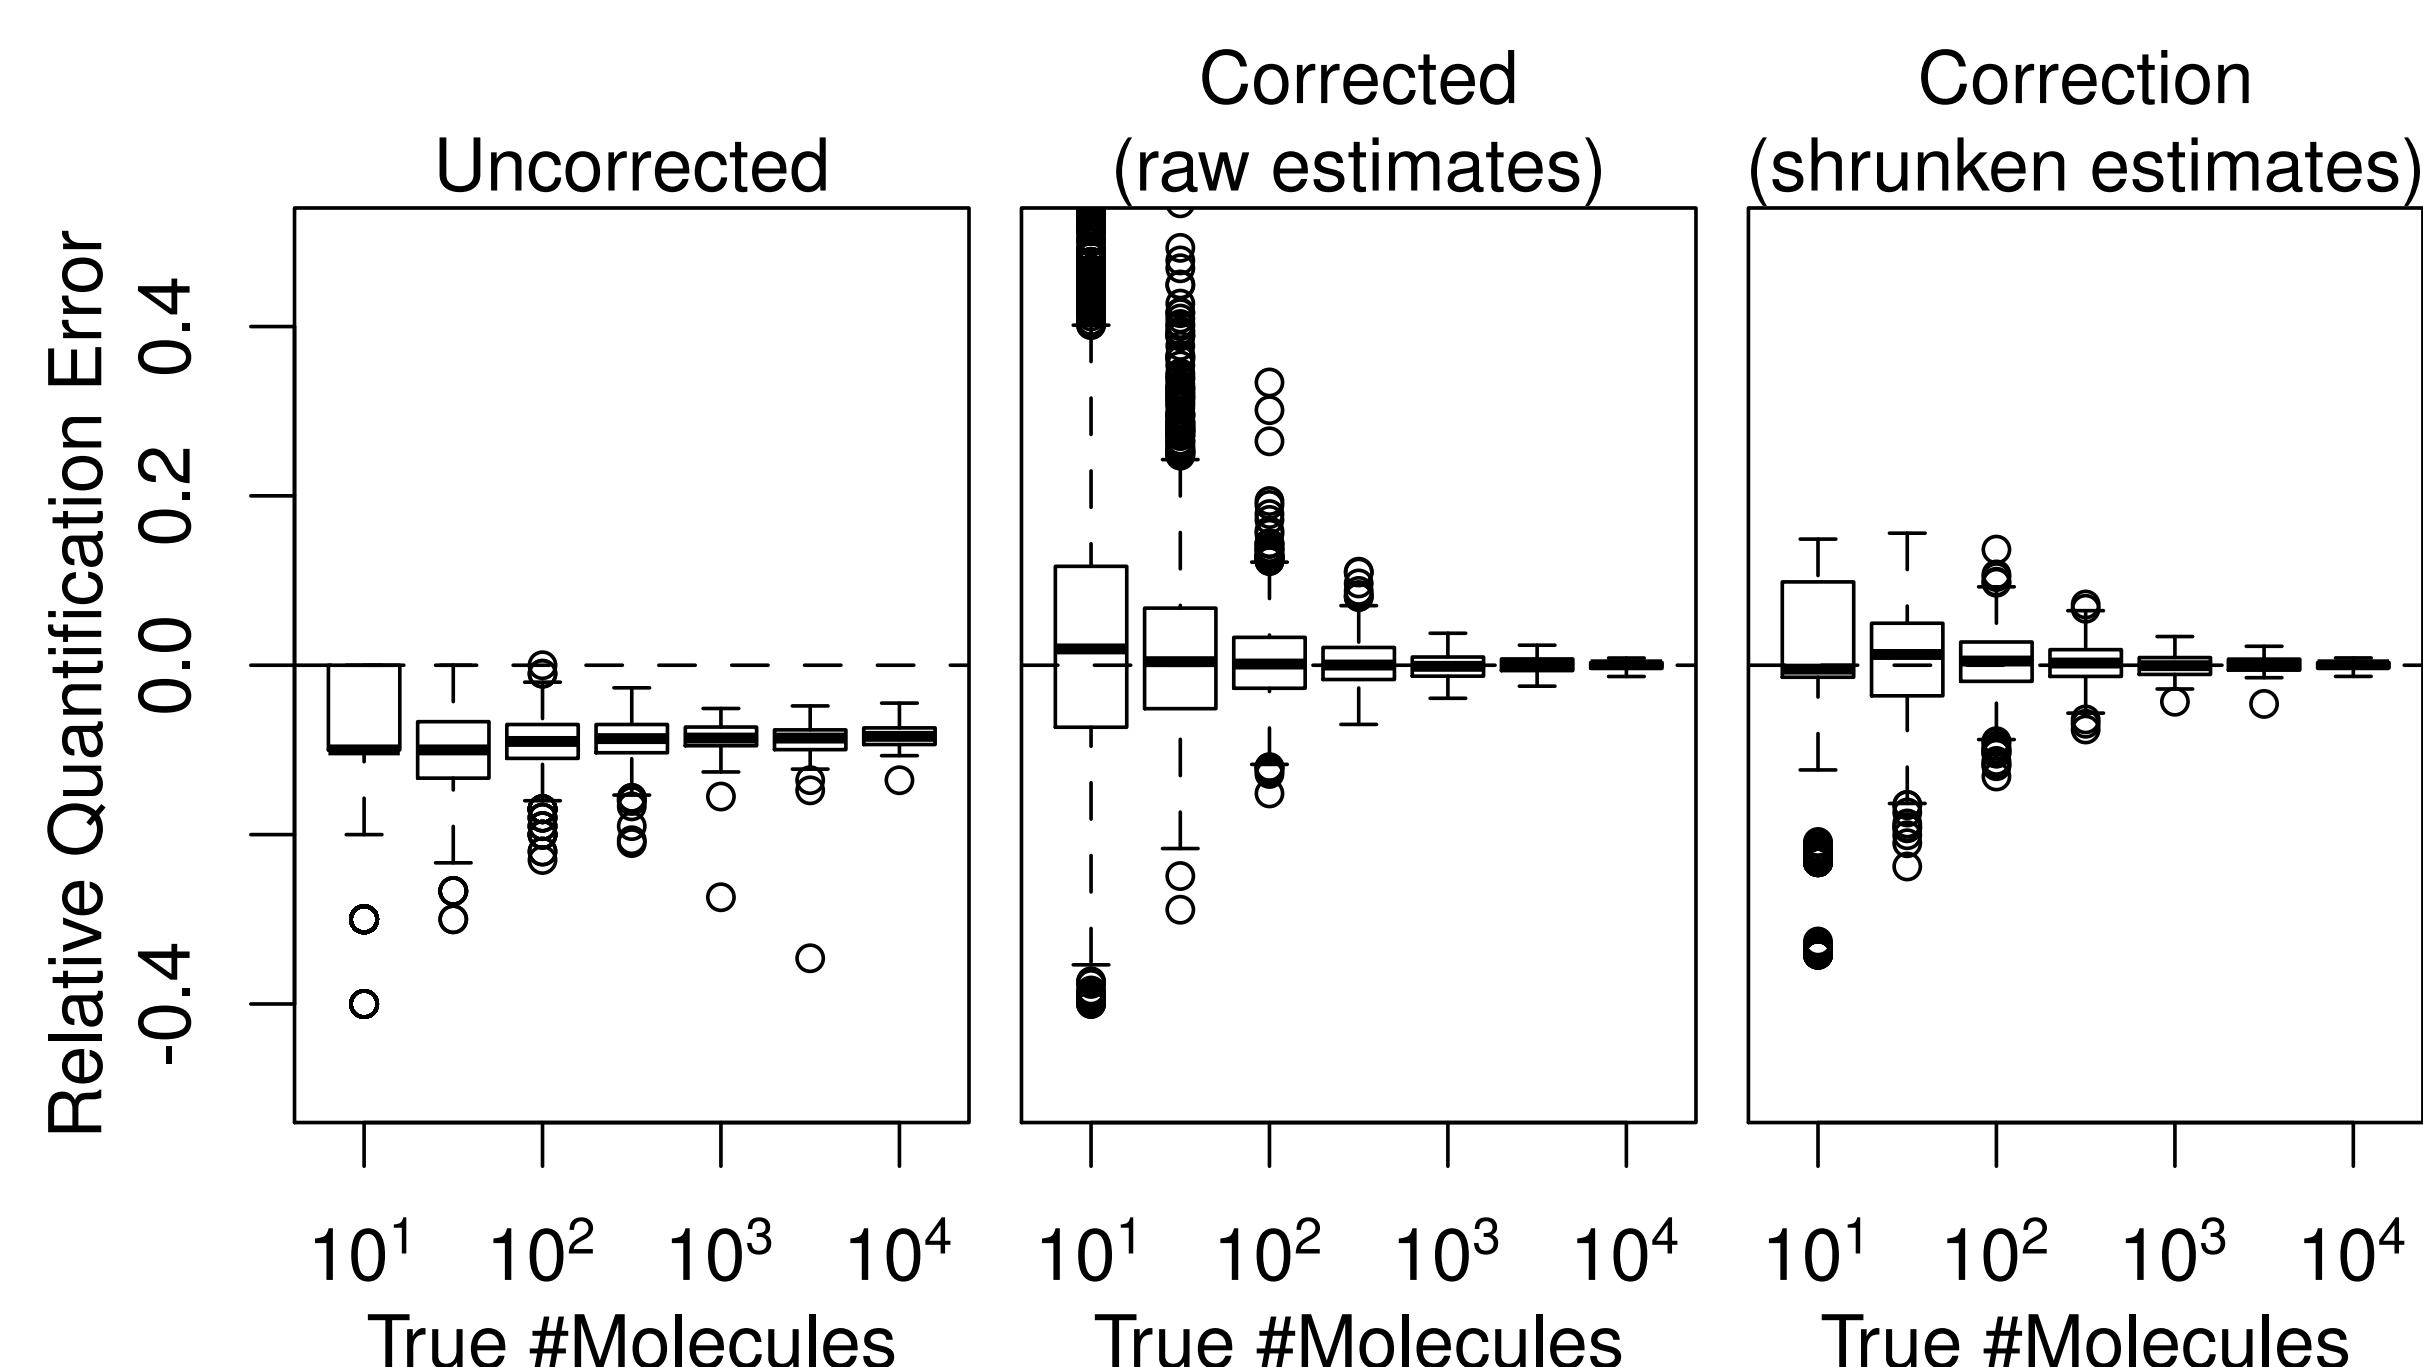 Uncorrected
Corrected
(raw estimates)
Correction
(shrunken estimates)
Relative Quantification Error
0.4
0.2
0.0
-0.4
10¹ 10² 10³ 10⁴
10¹ 10² 10³ 10⁴
10¹ 10² 10³ 10⁴
True #Molecules
True #Molecules
True #Molecules